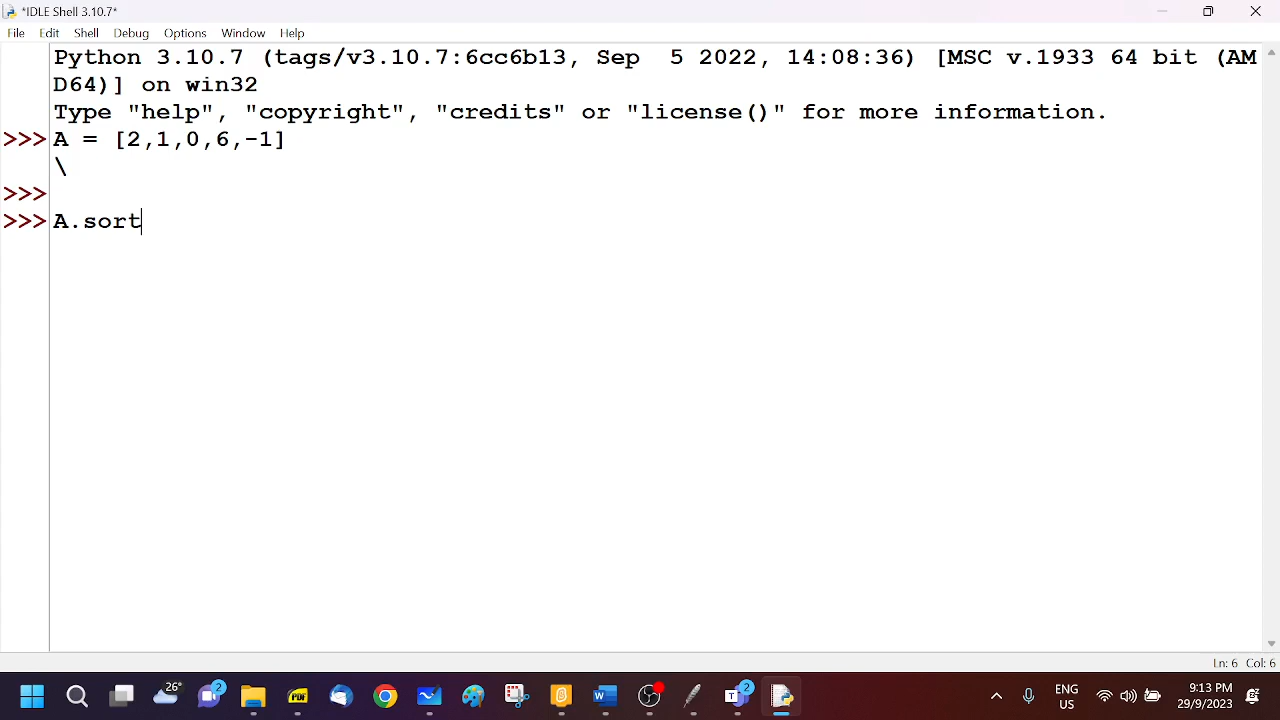 *IDLE Shell 3.10.7*
File Edit Shell Debug Options Window Help
Python 3.10.7 (tags/v3.10.7:6cc6b13, Sep  5 2022, 14:08:36) [MSC v.1933 64 bit (AM
D64)] on win32
Type "help", "copyright", "credits" or "license()" for more information.
>>> A = [2,1,0,6,-1]
\
>>>
>>> A.sort
Ln: 6 Col: 6
26° 2 PDF 2 ENG 9:13 PM
US 29/9/2023